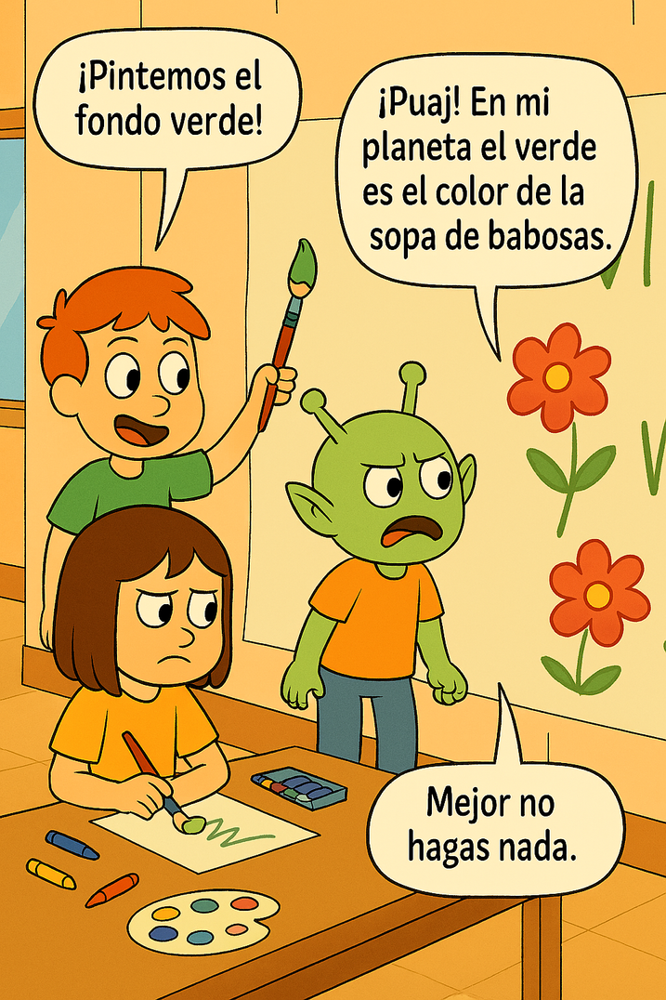 ¡Pintemos el
fondo verde!
¡Puaj! En mi
planeta el verde
es el color de la
sopa de babosas.
Mejor no
hagas nada.